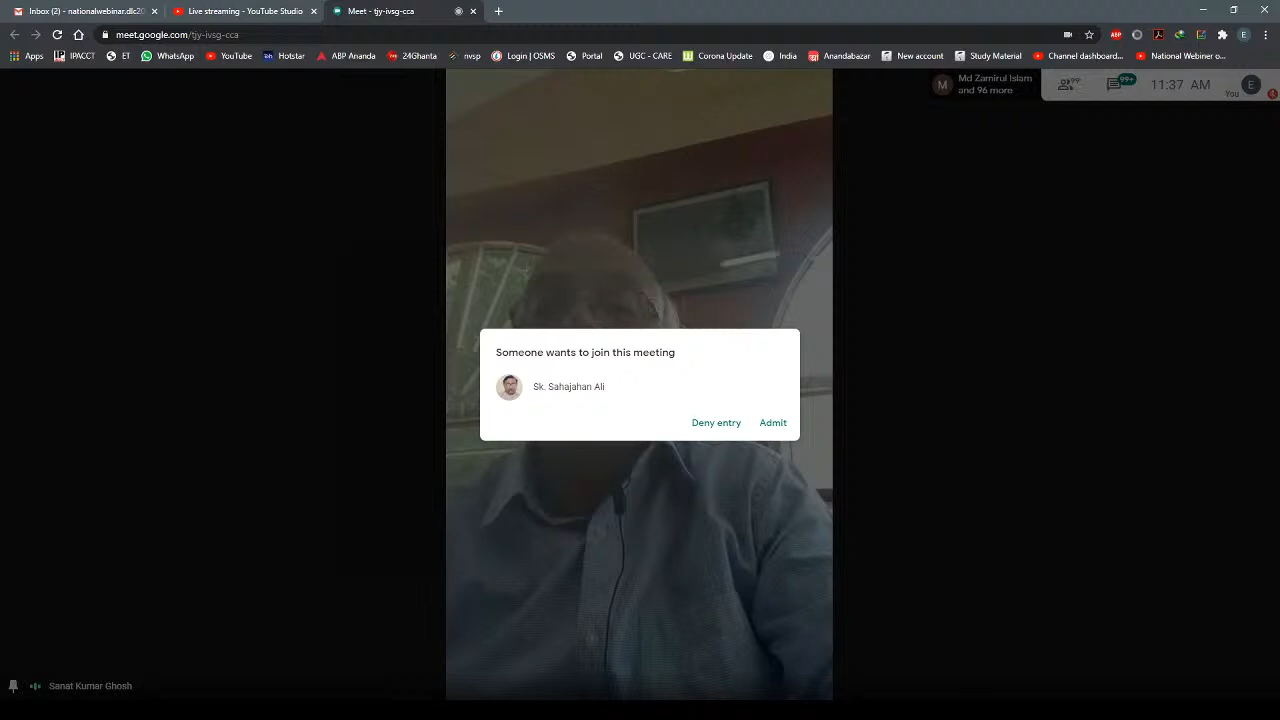 Inbox (2) - nationalwebinar.dlc20
Live streaming - YouTube Studio
Meet - tjy-ivsg-cca
meet.google.com/tjy-ivsg-cca
ABP
E
Apps
IPACCT
ET
WhatsApp
YouTube
Hotstar
ABP Ananda
24Ghanta
nvsp
Login | OSMS
Portal
UGC - CARE
Corona Update
India
Anandabazar
New account
Study Material
Channel dashboard...
National Webinar o...
M
Md Zamirul Islam
and 96 more
99+
11:37 AM
You
E
Someone wants to join this meeting
Sk. Sahajahan Ali
Deny entry
Admit
Sanat Kumar Ghosh